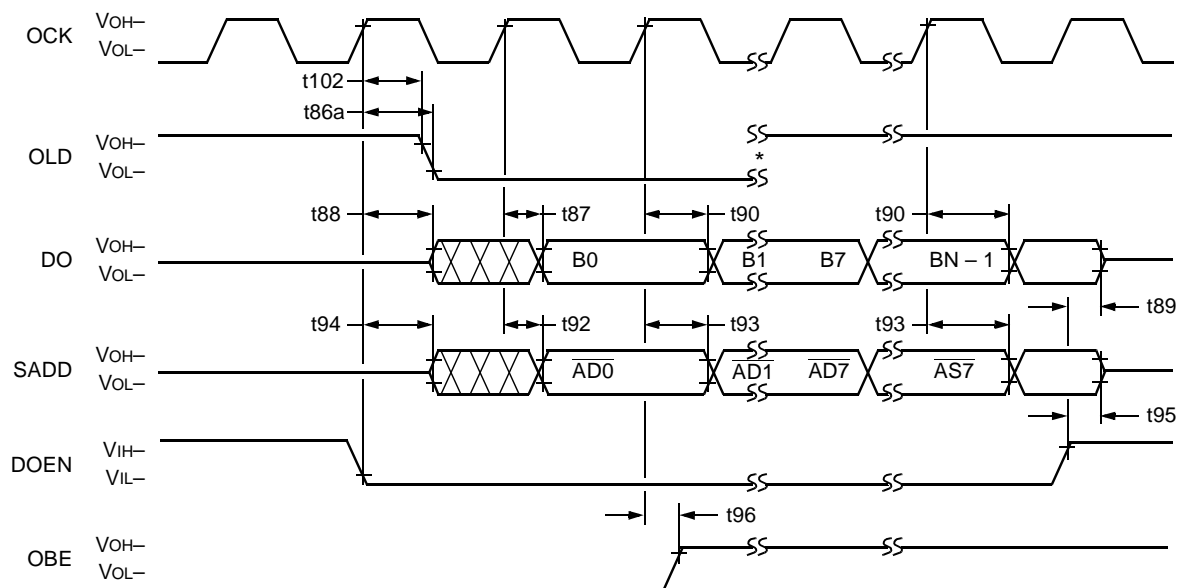 OCK VOH–
VOL–
t102
t86a
OLD VOH–
VOL– *
t88 t87 t90 t90
DO VOH–
VOL– B0 B1 B7 BN – 1
t89
t94 t92 t93 t93
SADD VOH–
VOL– AD0 AD1 AD7 AS7
t95
DOEN VIH–
VIL–
t96
OBE VOH–
VOL–